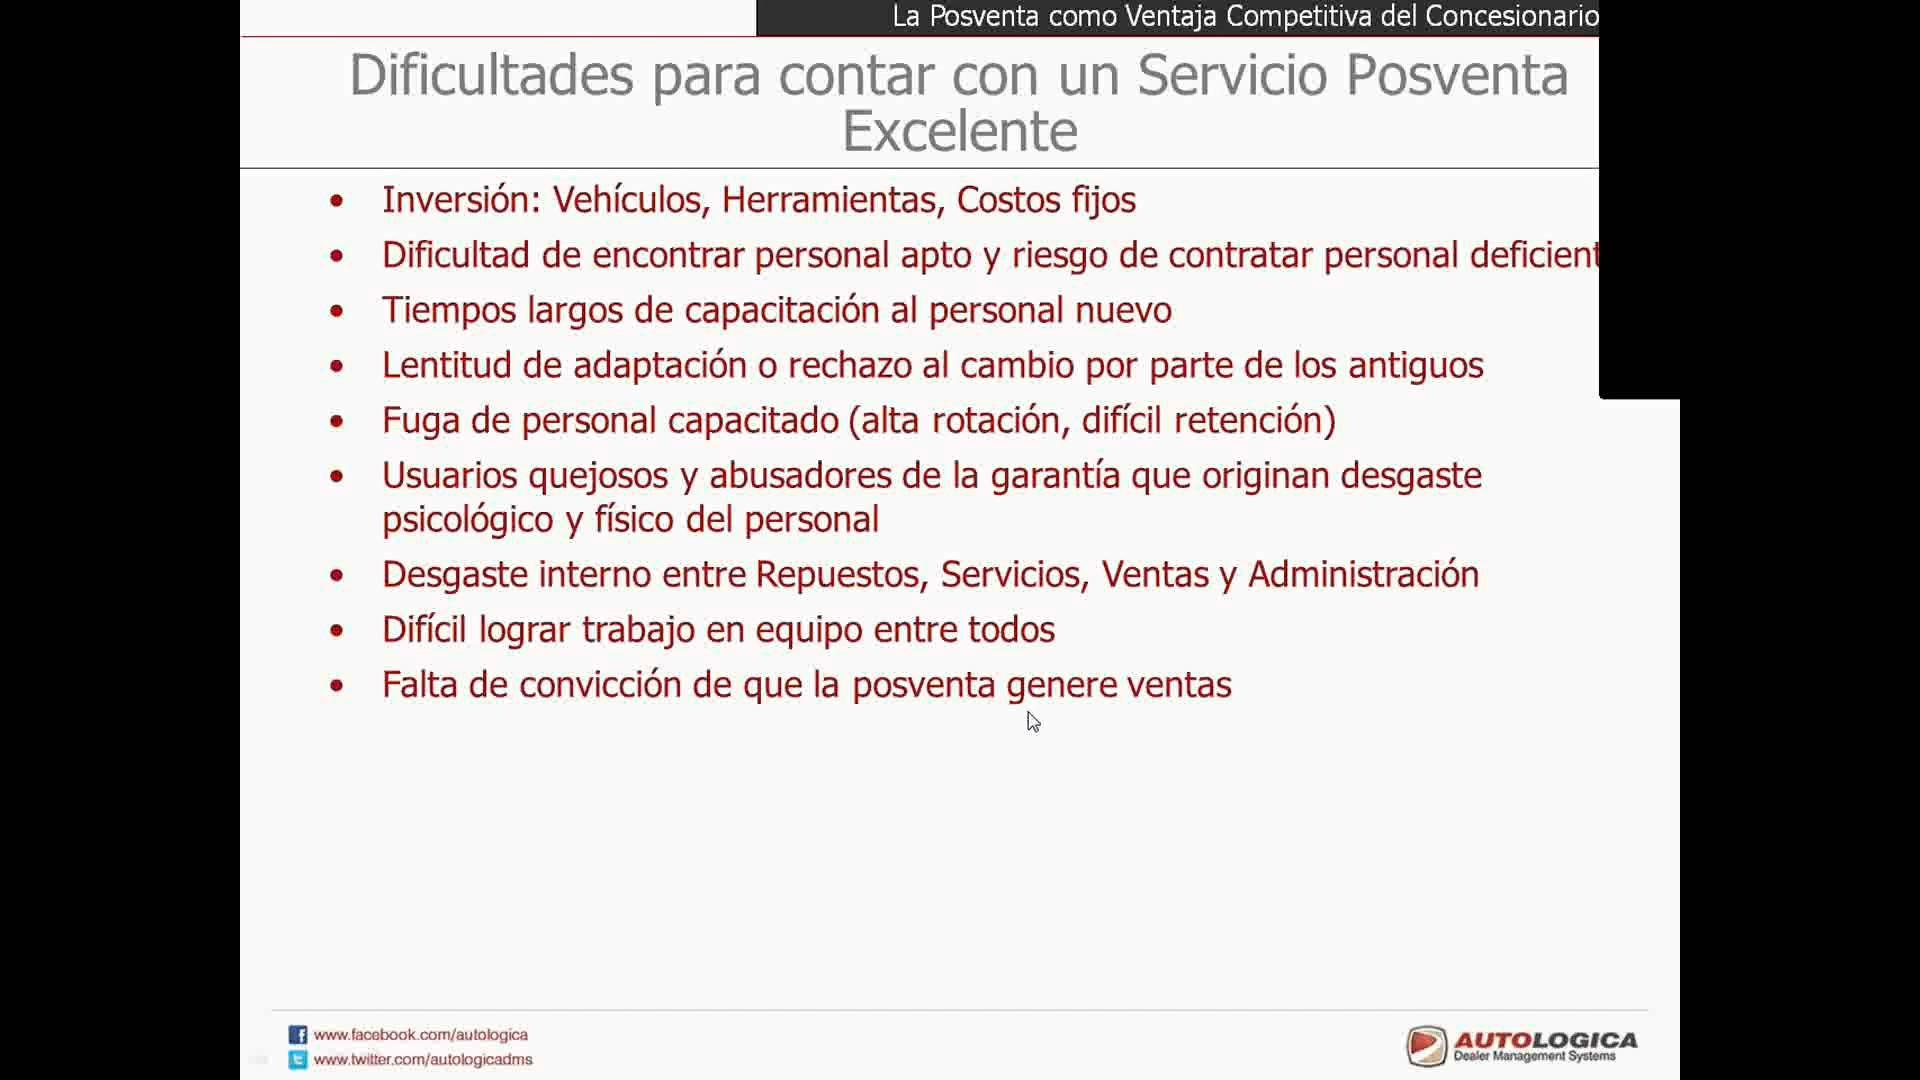 La Posventa como Ventaja Competitiva del Concesionario
Dificultades para contar con un Servicio Posventa
Excelente
• Inversión: Vehículos, Herramientas, Costos fijos
• Dificultad de encontrar personal apto y riesgo de contratar personal deficient
• Tiempos largos de capacitación al personal nuevo
• Lentitud de adaptación o rechazo al cambio por parte de los antiguos
• Fuga de personal capacitado (alta rotación, difícil retención)
• Usuarios quejosos y abusadores de la garantía que originan desgaste
psicológico y físico del personal
• Desgaste interno entre Repuestos, Servicios, Ventas y Administración
• Difícil lograr trabajo en equipo entre todos
• Falta de convicción de que la posventa genere ventas
www.facebook.com/autologica
www.twitter.com/autologicadms
AUTOLOGICA
Dealer Management Systems